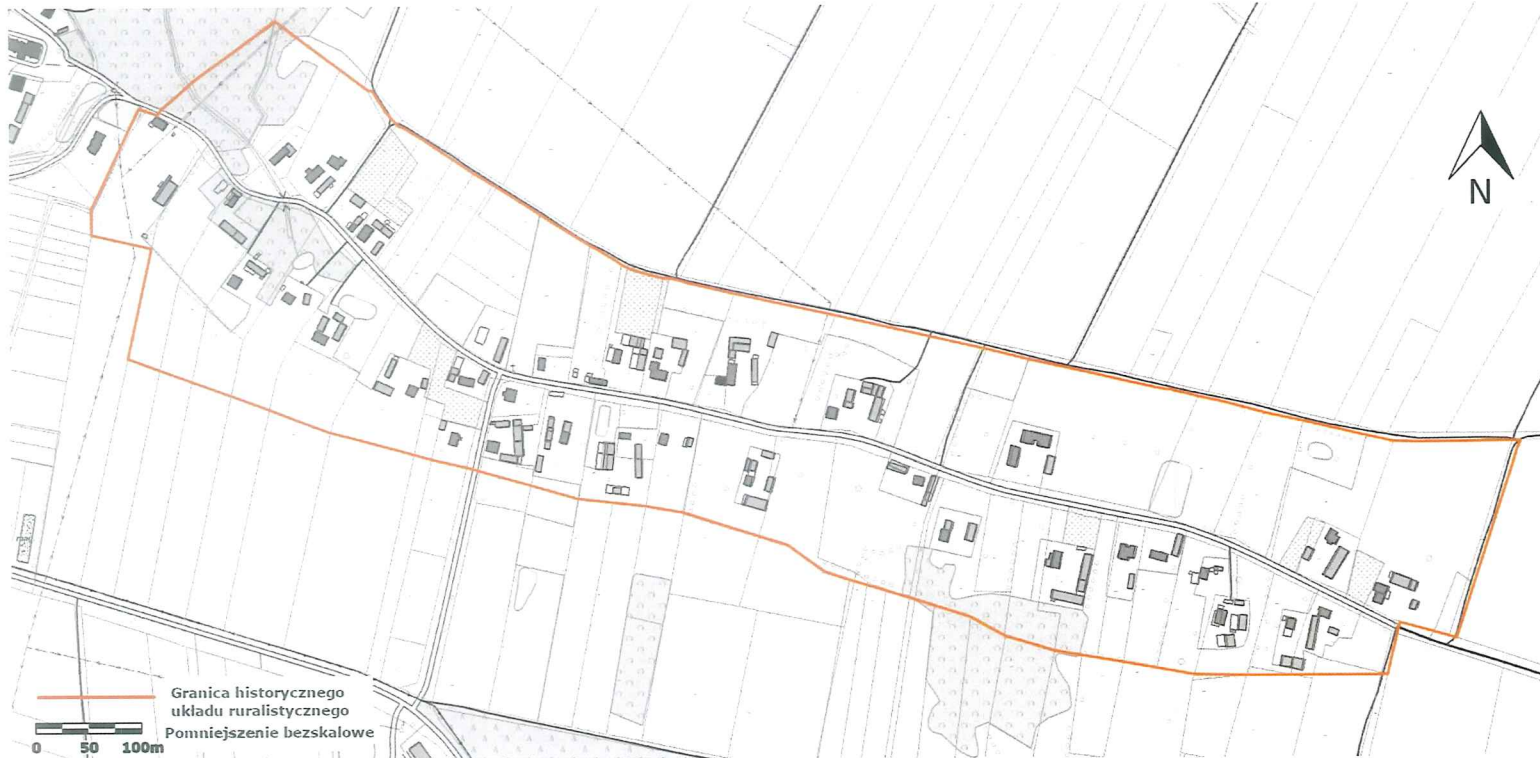 N
Granica historycznego
układu ruralistycznego
Pomniejszenie bezskalowe
0 50 100m